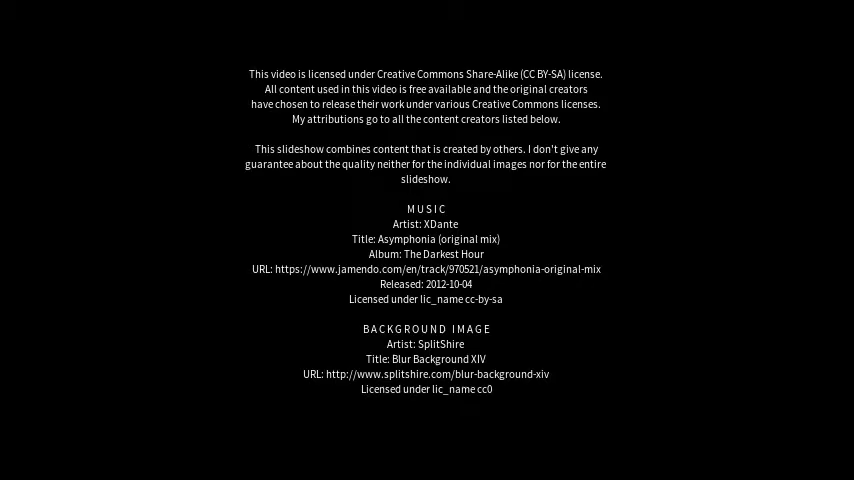 This video is licensed under Creative Commons Share-Alike (CC BY-SA) license.
All content used in this video is free available and the original creators
have chosen to release their work under various Creative Commons licenses.
My attributions go to all the content creators listed below.
This slideshow combines content that is created by others. I don't give any
guarantee about the quality neither for the individual images nor for the entire
slideshow.
MUSIC
Artist: XDante
Title: Asymphonia (original mix)
Album: The Darkest Hour
URL: https://www.jamendo.com/en/track/970521/asymphonia-original-mix
Released: 2012-10-04
Licensed under lic_name cc-by-sa
BACKGROUND IMAGE
Artist: SplitShire
Title: Blur Background XIV
URL: http://www.splitshire.com/blur-background-xiv
Licensed under lic_name cc0